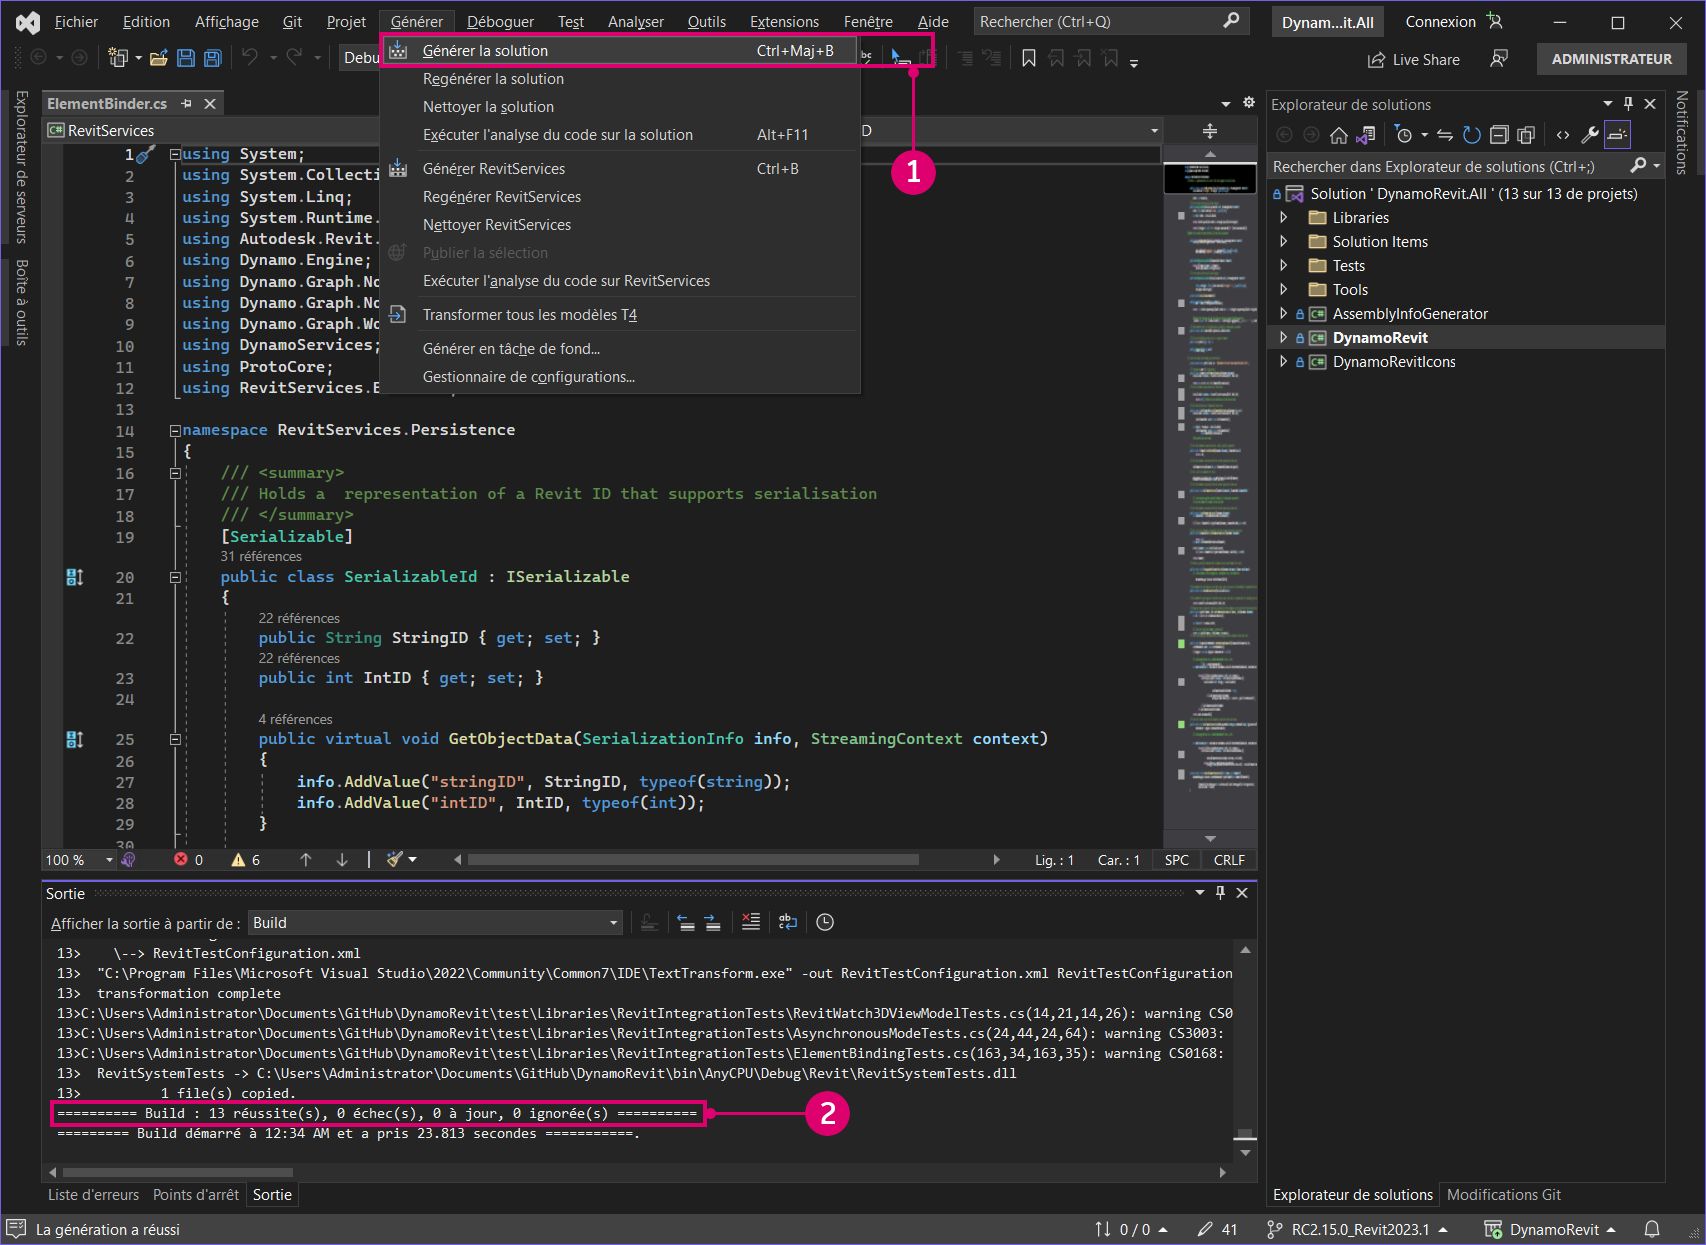 Fichier Edition Affichage Git Projet Générer Déboguer Test Analyser Outils Extensions Fenêtre Aide Rechercher (Ctrl+Q) Dynam...it.All Connexion
Debu
Live Share ADMINISTRATEUR
Générer la solution Ctrl+Maj+B
Regénérer la solution
Nettoyer la solution
Exécuter l'analyse du code sur la solution Alt+F11
Générer RevitServices Ctrl+B
Regénérer RevitServices
Nettoyer RevitServices
Publier la sélection
Exécuter l'analyse du code sur RevitServices
Transformer tous les modèles T4
Générer en tâche de fond...
Gestionnaire de configurations...
1
Explorateur de serveurs
Boîte à outils
ElementBinder.cs
RevitServices
D
1 using System;
2 using System.Collecti
3 using System.Linq;
4 using System.Runtime.
5 using Autodesk.Revit.
6 using Dynamo.Engine;
7 using Dynamo.Graph.No
8 using Dynamo.Graph.No
9 using Dynamo.Graph.Wo
10 using DynamoServices;
11 using ProtoCore;
12 using RevitServices.E
13
14 namespace RevitServices.Persistence
15 {
16 /// <summary>
17 /// Holds a  representation of a Revit ID that supports serialisation
18 /// </summary>
19 [Serializable]
31 références
20 public class SerializableId : ISerializable
21 {
22 références
22 public String StringID { get; set; }
22 références
23 public int IntID { get; set; }
24
4 références
25 public virtual void GetObjectData(SerializationInfo info, StreamingContext context)
26 {
27 info.AddValue("stringID", StringID, typeof(string));
28 info.AddValue("intID", IntID, typeof(int));
29 }
30
100 % 0 6 Lig. : 1 Car. : 1 SPC CRLF
Sortie
Afficher la sortie à partir de : Build
13> \--> RevitTestConfiguration.xml
13> "C:\Program Files\Microsoft Visual Studio\2022\Community\Common7\IDE\TextTransform.exe" -out RevitTestConfiguration.xml RevitTestConfiguration
13> transformation complete
13>C:\Users\Administrator\Documents\GitHub\DynamoRevit\test\Libraries\RevitIntegrationTests\RevitWatch3DViewModelTests.cs(14,21,14,26): warning CS0
13>C:\Users\Administrator\Documents\GitHub\DynamoRevit\test\Libraries\RevitIntegrationTests\AsynchronousModeTests.cs(24,44,24,64): warning CS3003:
13>C:\Users\Administrator\Documents\GitHub\DynamoRevit\test\Libraries\RevitIntegrationTests\ElementBindingTests.cs(163,34,163,35): warning CS0168:
13> RevitSystemTests -> C:\Users\Administrator\Documents\GitHub\DynamoRevit\bin\AnyCPU\Debug\Revit\RevitSystemTests.dll
13> 1 file(s) copied.
========== Build : 13 réussite(s), 0 échec(s), 0 à jour, 0 ignorée(s) ==========
========= Build démarré à 12:34 AM et a pris 23.813 secondes ===========.
2
Liste d'erreurs Points d'arrêt Sortie
Explorateur de solutions
Rechercher dans Explorateur de solutions (Ctrl+;)
Solution ' DynamoRevit.All ' (13 sur 13 de projets)
Libraries
Solution Items
Tests
Tools
AssemblyInfoGenerator
DynamoRevit
DynamoRevitIcons
Notifications
Explorateur de solutions Modifications Git
La génération a réussi 0 / 0 41 RC2.15.0_Revit2023.1 DynamoRevit